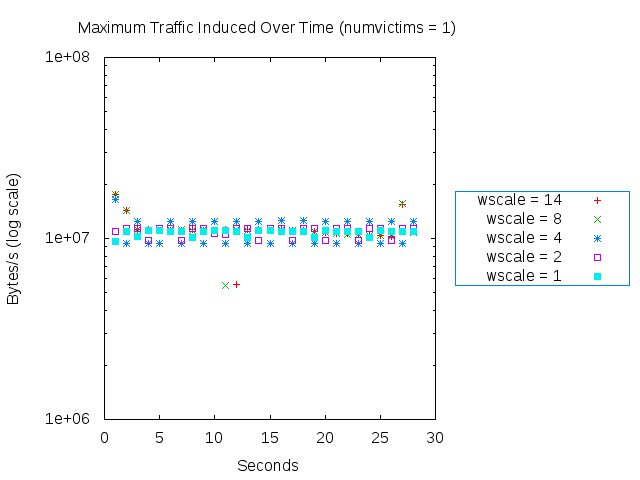 Maximum Traffic Induced Over Time (numvictims = 1)
1e+08
1e+07
1e+06
Bytes/s (log scale)
0 5 10 15 20 25 30
Seconds
wscale = 14
wscale = 8
wscale = 4
wscale = 2
wscale = 1